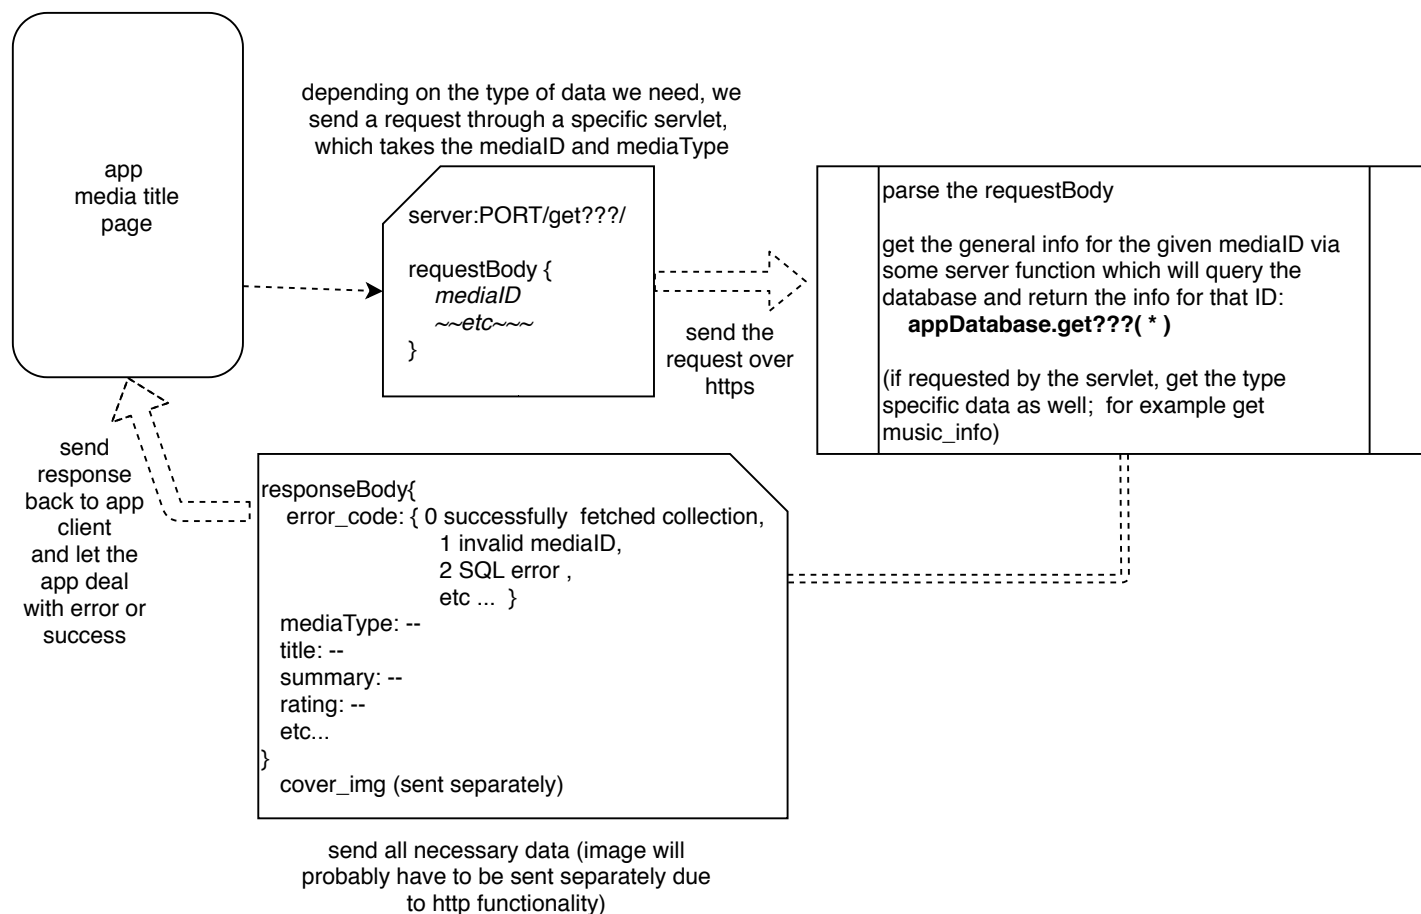 app
media title
page
depending on the type of data we need, we
send a request through a specific servlet,
which takes the mediaID and mediaType
server:PORT/get???/
requestBody {
mediaID
~~etc~~~
}
send the
request over
https
parse the requestBody
get the general info for the given mediaID via
some server function which will query the
database and return the info for that ID:
appDatabase.get???( * )
(if requested by the servlet, get the type
specific data as well;  for example get
music_info)
send
response
back to app
client
and let the
app deal
with error or
success
responseBody{
error_code: { 0 successfully  fetched collection,
1 invalid mediaID,
2 SQL error ,
etc ...  }
mediaType: --
title: --
summary: --
rating: --
etc...
}
cover_img (sent separately)
send all necessary data (image will
probably have to be sent separately due
to http functionality)